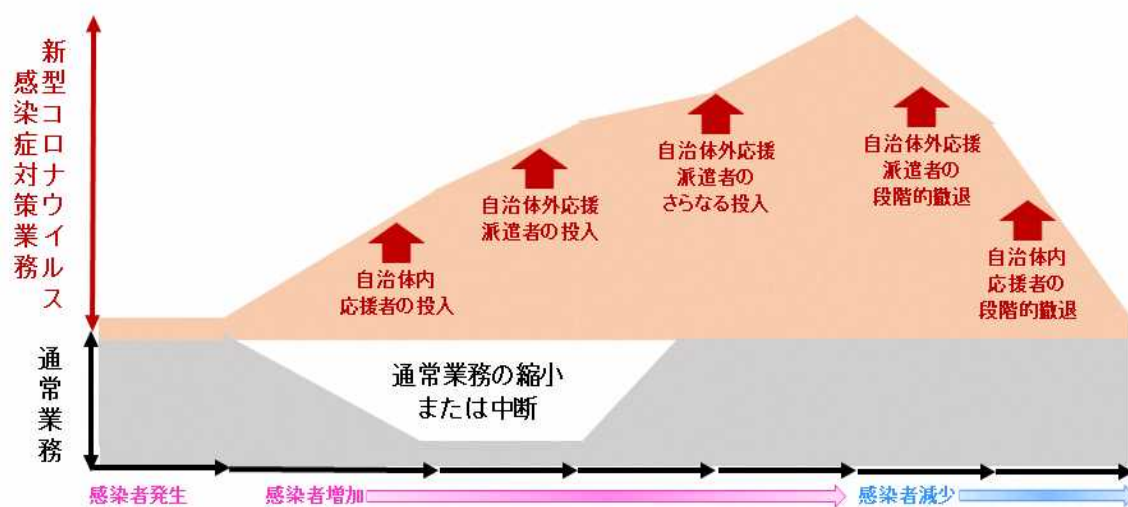 新型コロナウイルス
感染症対策業務
通常業務
自治体内
応援者の投入
自治体外応援
派遣者の投入
自治体外応援
派遣者の
さらなる投入
自治体外応援
派遣者の
段階的撤退
自治体内
応援者の
段階的撤退
通常業務の縮小
または中断
感染者発生
感染者増加
感染者減少